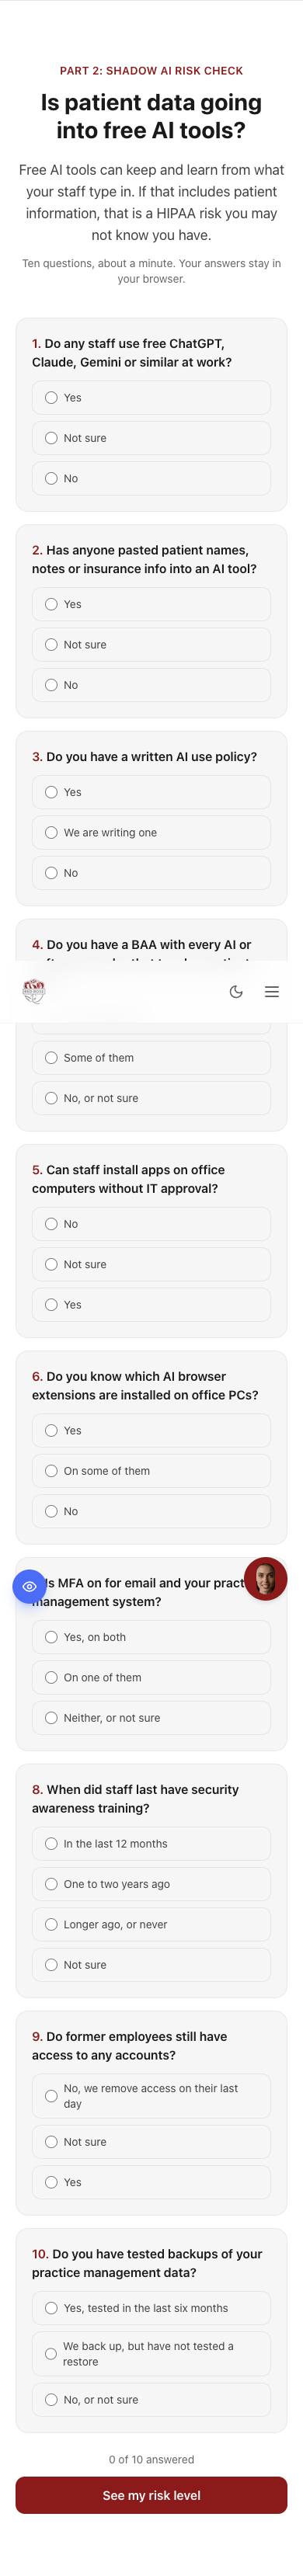 PART 2: SHADOW AI RISK CHECK
Is patient data going
into free AI tools?
Free AI tools can keep and learn from what
your staff type in. If that includes patient
information, that is a HIPAA risk you may
not know you have.
Ten questions, about a minute. Your answers stay in
your browser.
1. Do any staff use free ChatGPT,
Claude, Gemini or similar at work?
Yes
Not sure
No
2. Has anyone pasted patient names,
notes or insurance info into an AI tool?
Yes
Not sure
No
3. Do you have a written AI use policy?
Yes
We are writing one
No
4. Do you have a BAA with every AI or
Some of them
No, or not sure
5. Can staff install apps on office
computers without IT approval?
No
Not sure
Yes
6. Do you know which AI browser
extensions are installed on office PCs?
Yes
On some of them
No
Is MFA on for email and your
management system?
Yes, on both
On one of them
Neither, or not sure
8. When did staff last have security
awareness training?
In the last 12 months
One to two years ago
Longer ago, or never
Not sure
9. Do former employees still have
access to any accounts?
No, we remove access on their last
day
Not sure
Yes
10. Do you have tested backups of your
practice management data?
Yes, tested in the last six months
We back up, but have not tested a
restore
No, or not sure
0 of 10 answered
See my risk level